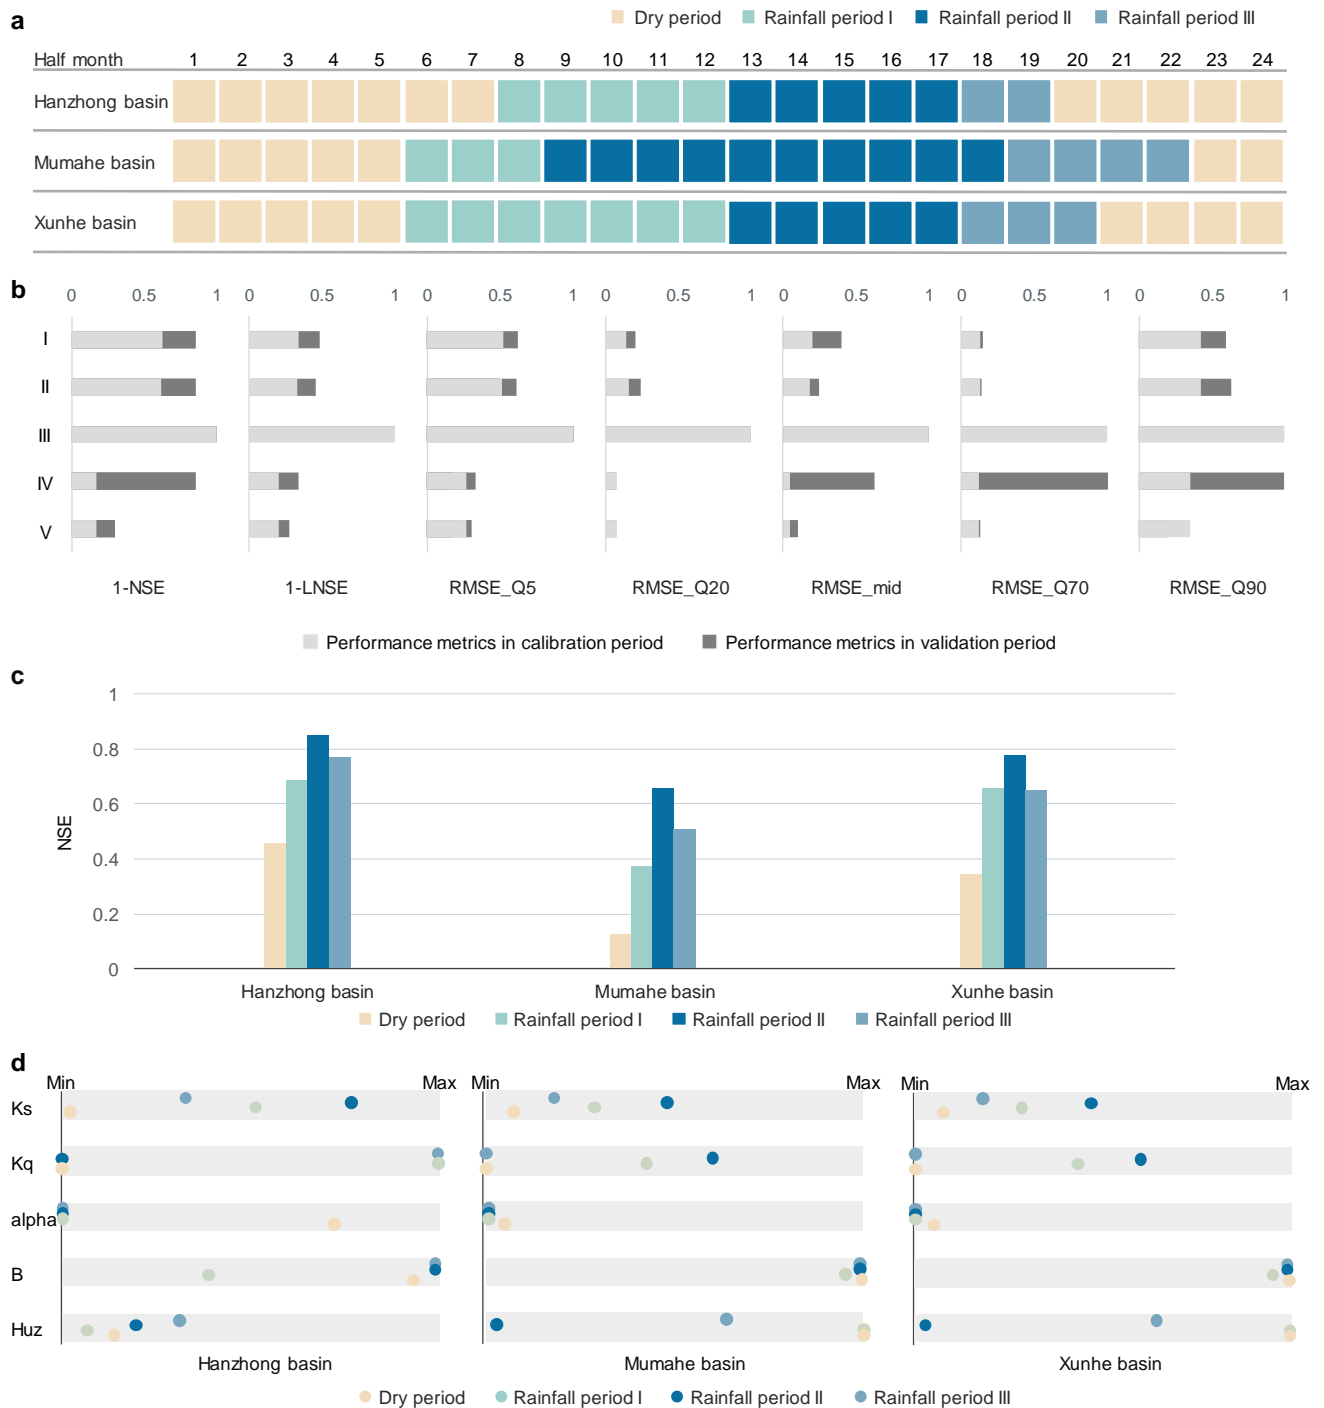 a
Dry period Rainfall period I Rainfall period II Rainfall period III
Half month 1 2 3 4 5 6 7 8 9 10 11 12 13 14 15 16 17 18 19 20 21 22 23 24
Hanzhong basin
Mumahe basin
Xunhe basin
b
0 0.5 1 0 0.5 1 0 0.5 1 0 0.5 1 0 0.5 1 0 0.5 1 0 0.5 1
I
II
III
IV
V
1-NSE 1-LNSE RMSE_Q5 RMSE_Q20 RMSE_mid RMSE_Q70 RMSE_Q90
Performance metrics in calibration period Performance metrics in validation period
c
1
0.8
0.6
NSE
0.4
0.2
0
Hanzhong basin Mumahe basin Xunhe basin
Dry period Rainfall period I Rainfall period II Rainfall period III
d
Min Max Min Max Min Max
Ks
Kq
alpha
B
Huz
Hanzhong basin Mumahe basin Xunhe basin
Dry period Rainfall period I Rainfall period II Rainfall period III